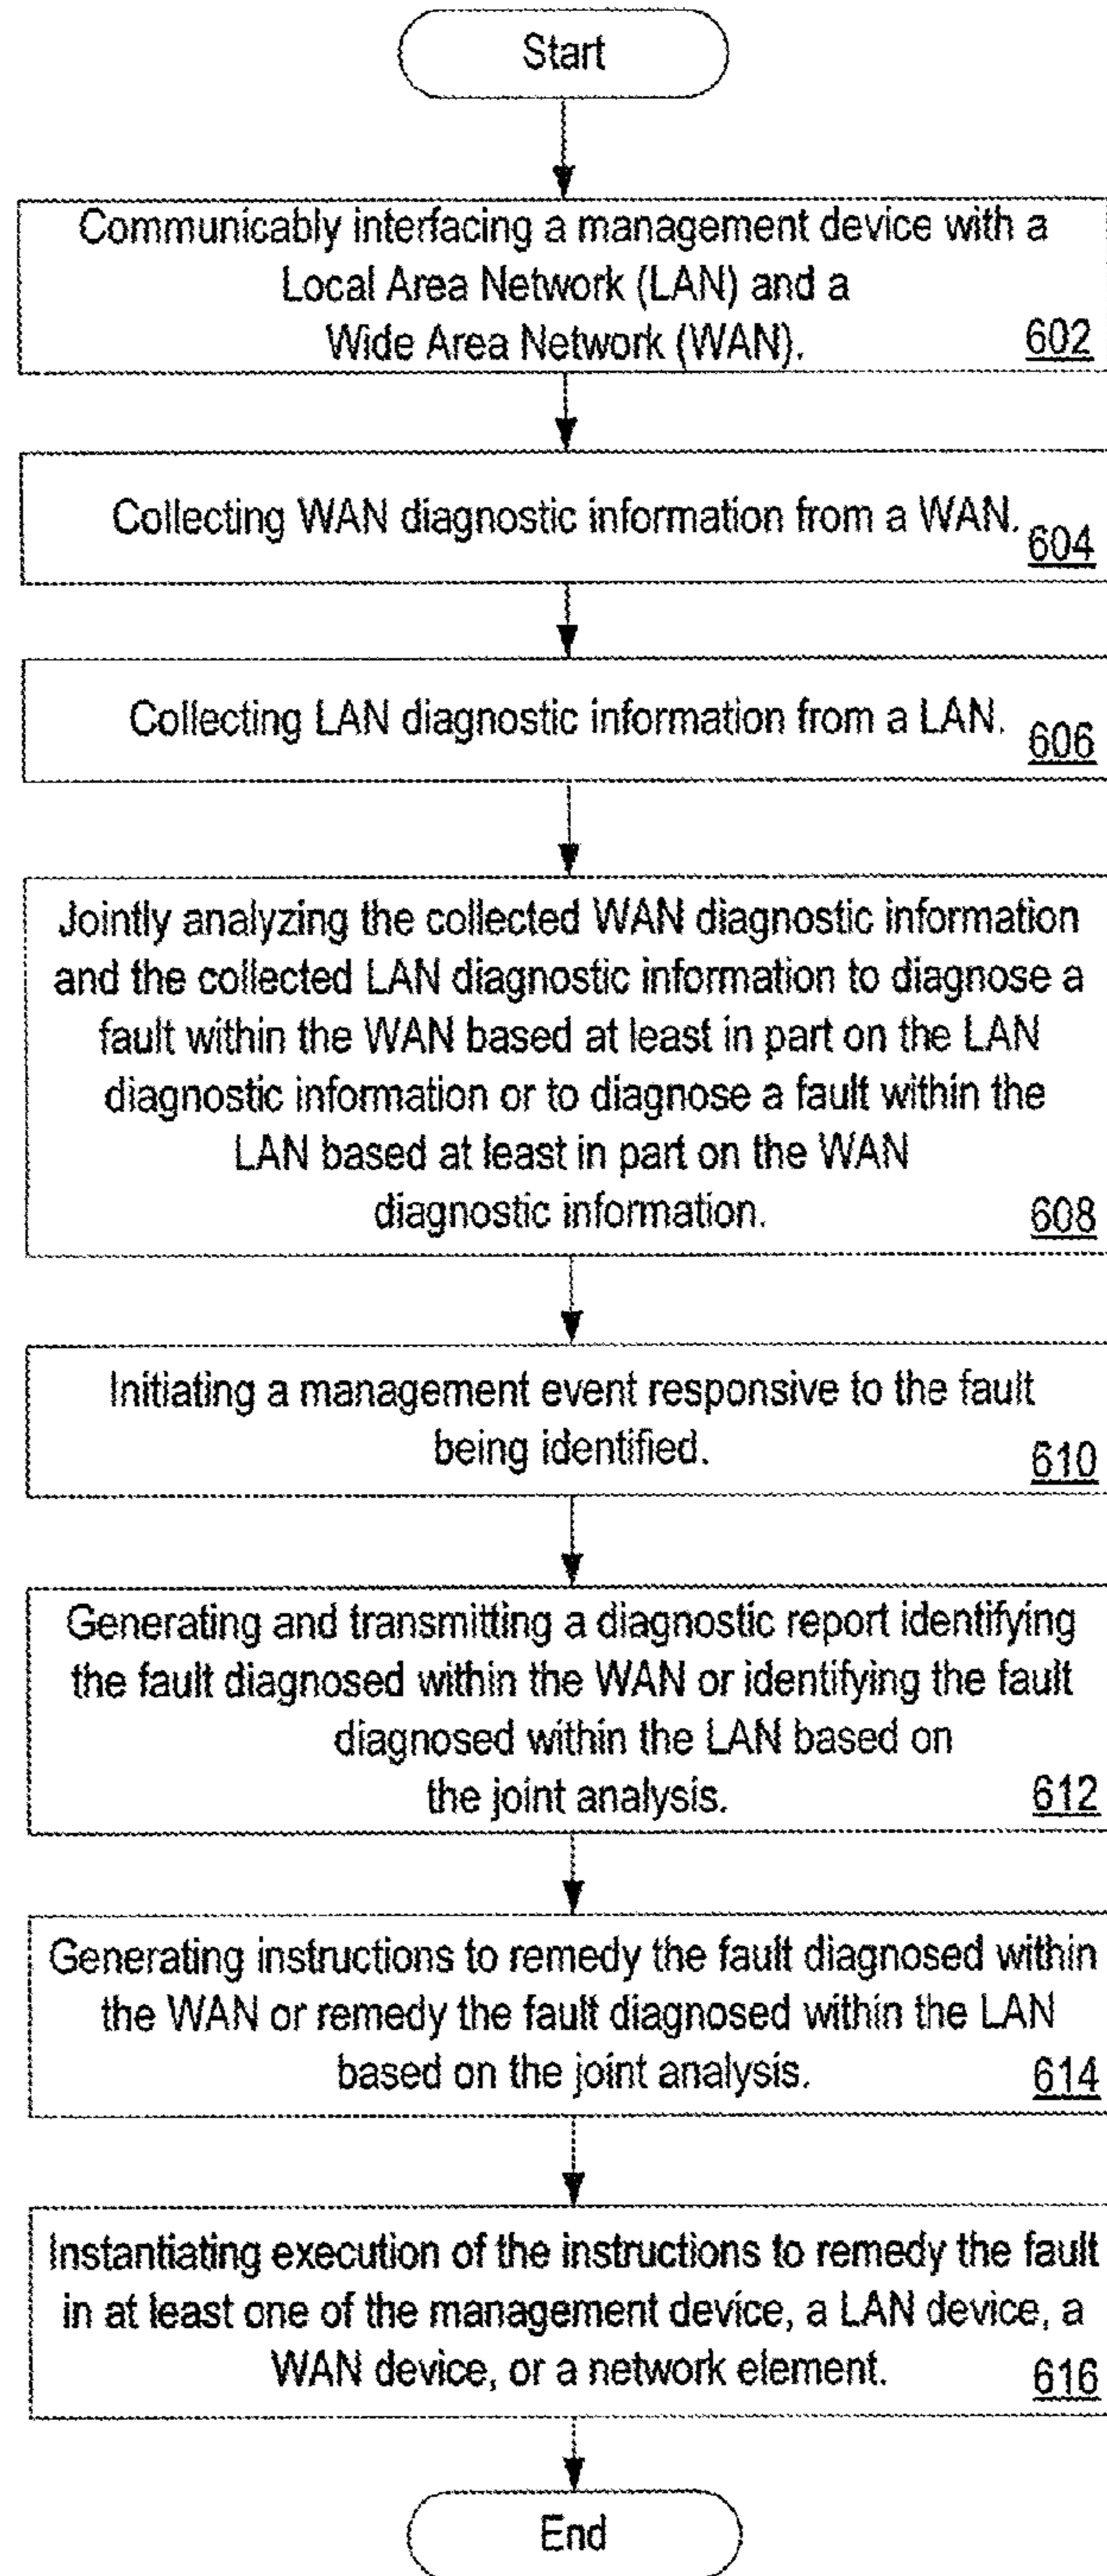 Start
Communicably interfacing a management device with a
Local Area Network (LAN) and a
Wide Area Network (WAN).
602
Collecting WAN diagnostic information from a WAN.
604
Collecting LAN diagnostic information from a LAN.
606
Jointly analyzing the collected WAN diagnostic information
and the collected LAN diagnostic information to diagnose a
fault within the WAN based at least in part on the LAN
diagnostic information or to diagnose a fault within the
LAN based at least in part on the WAN
diagnostic information.
608
Initiating a management event responsive to the fault
being identified.
610
Generating and transmitting a diagnostic report identifying
the fault diagnosed within the WAN or identifying the fault
diagnosed within the LAN based on
the joint analysis.
612
Generating instructions to remedy the fault diagnosed within
the WAN or remedy the fault diagnosed within the LAN
based on the joint analysis.
614
Instantiating execution of the instructions to remedy the fault
in at least one of the management device, a LAN device, a
WAN device, or a network element.
616
End